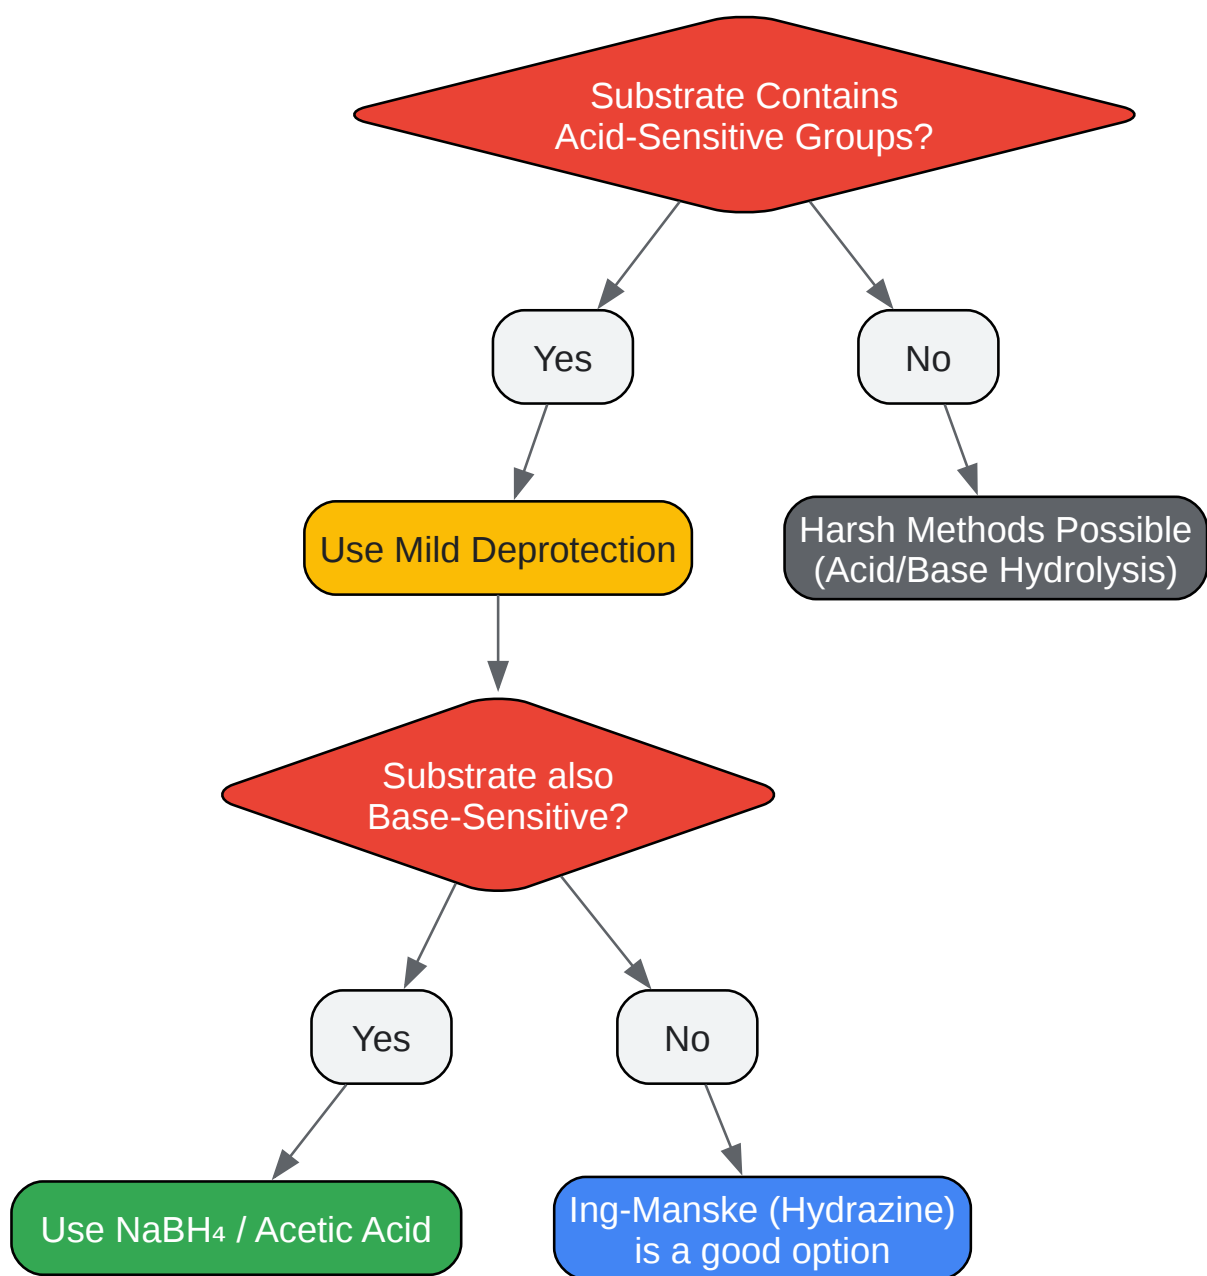 Substrate Contains
Acid-Sensitive Groups?
Yes
No
Use Mild Deprotection
Harsh Methods Possible
(Acid/Base Hydrolysis)
Substrate also
Base-Sensitive?
Yes
No
Use NaBH₄ / Acetic Acid
Ing-Manske (Hydrazine)
is a good option